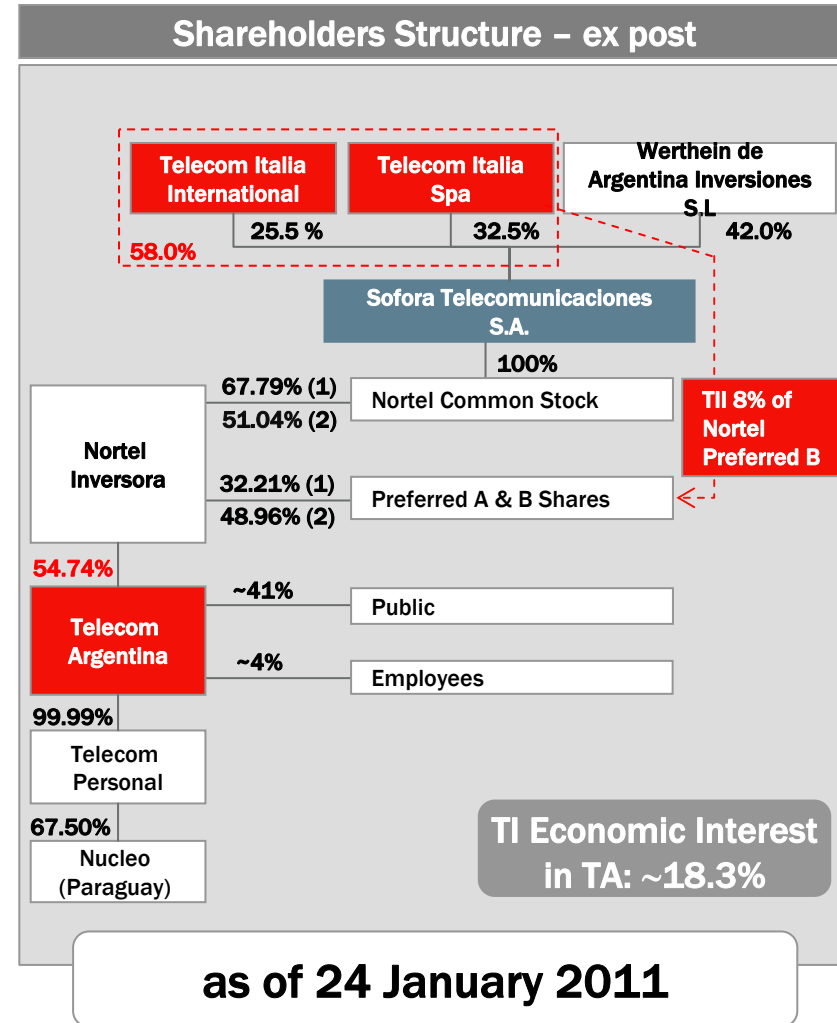 Shareholders Structure – ex post
Telecom Italia
International
Telecom Italia
Spa
Werthein de
Argentina Inversiones
S.L
25.5 %
32.5%
42.0%
58.0%
Sofora Telecomunicaciones
S.A.
100%
67.79% (1)
51.04% (2)
Nortel Common Stock
TII 8% of
Nortel
Preferred B
Nortel
Inversora
32.21% (1)
48.96% (2)
Preferred A & B Shares
54.74%
~41%
Public
Telecom
Argentina
~4%
Employees
99.99%
Telecom
Personal
67.50%
Nucleo
(Paraguay)
TI Economic Interest
in TA: ~18.3%
as of 24 January 2011